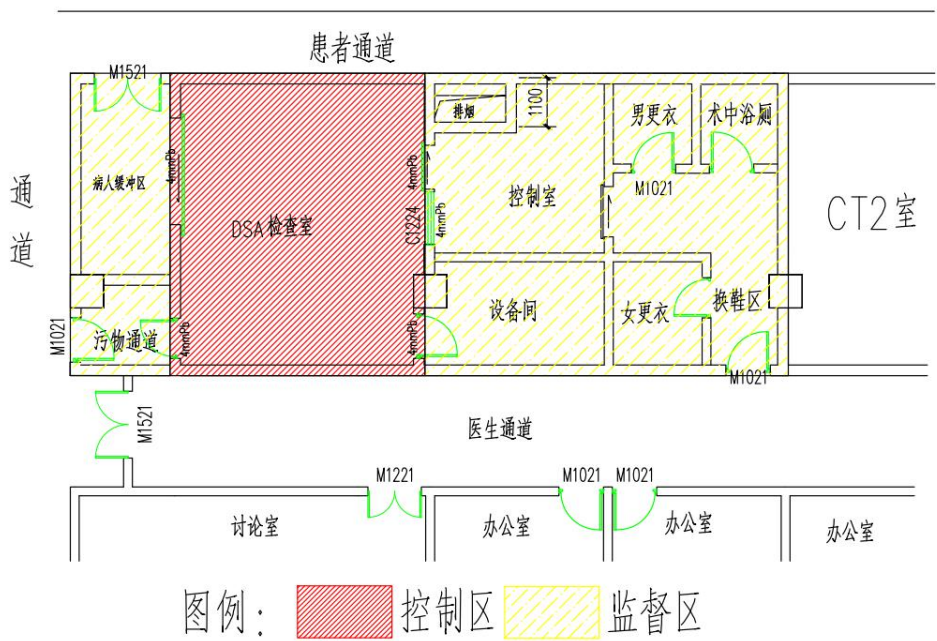 患者通道
M1521
排烟
1100
男更衣
术中浴厕
病人缓冲区
4mmPb
4mmPb
M1021
通道
DSA检查室
C1224
4mmPb
控制室
CT2室
设备间
女更衣
换鞋区
M1021
污物通道
4mmPb
4mmPb
M1021
M1521
医生通道
M1221
M1021
M1021
讨论室
办公室
办公室
办公室
图例：
控制区
监督区